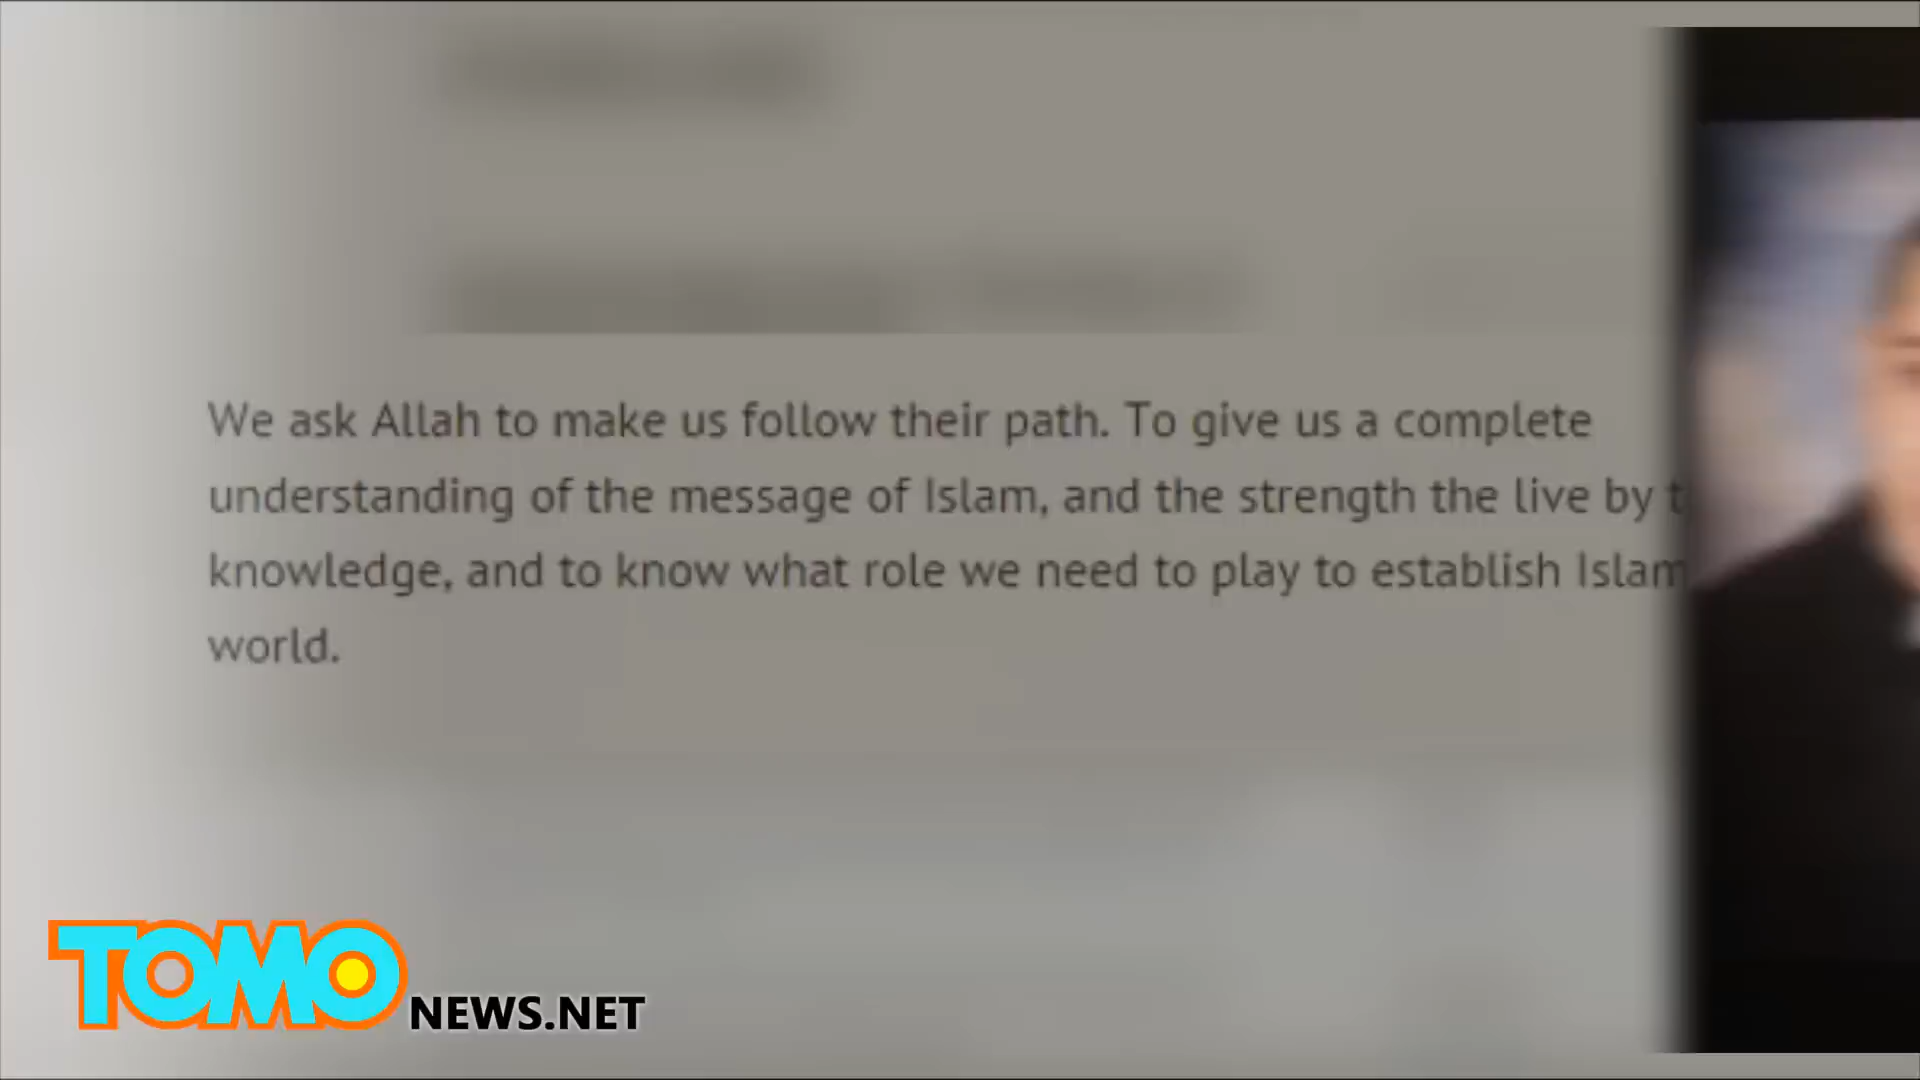 We ask Allah to make us follow their path. To give us a complete
understanding of the message of Islam, and the strength the live by
knowledge, and to know what role we need to play to establish Islam
world.
TOMO NEWS.NET